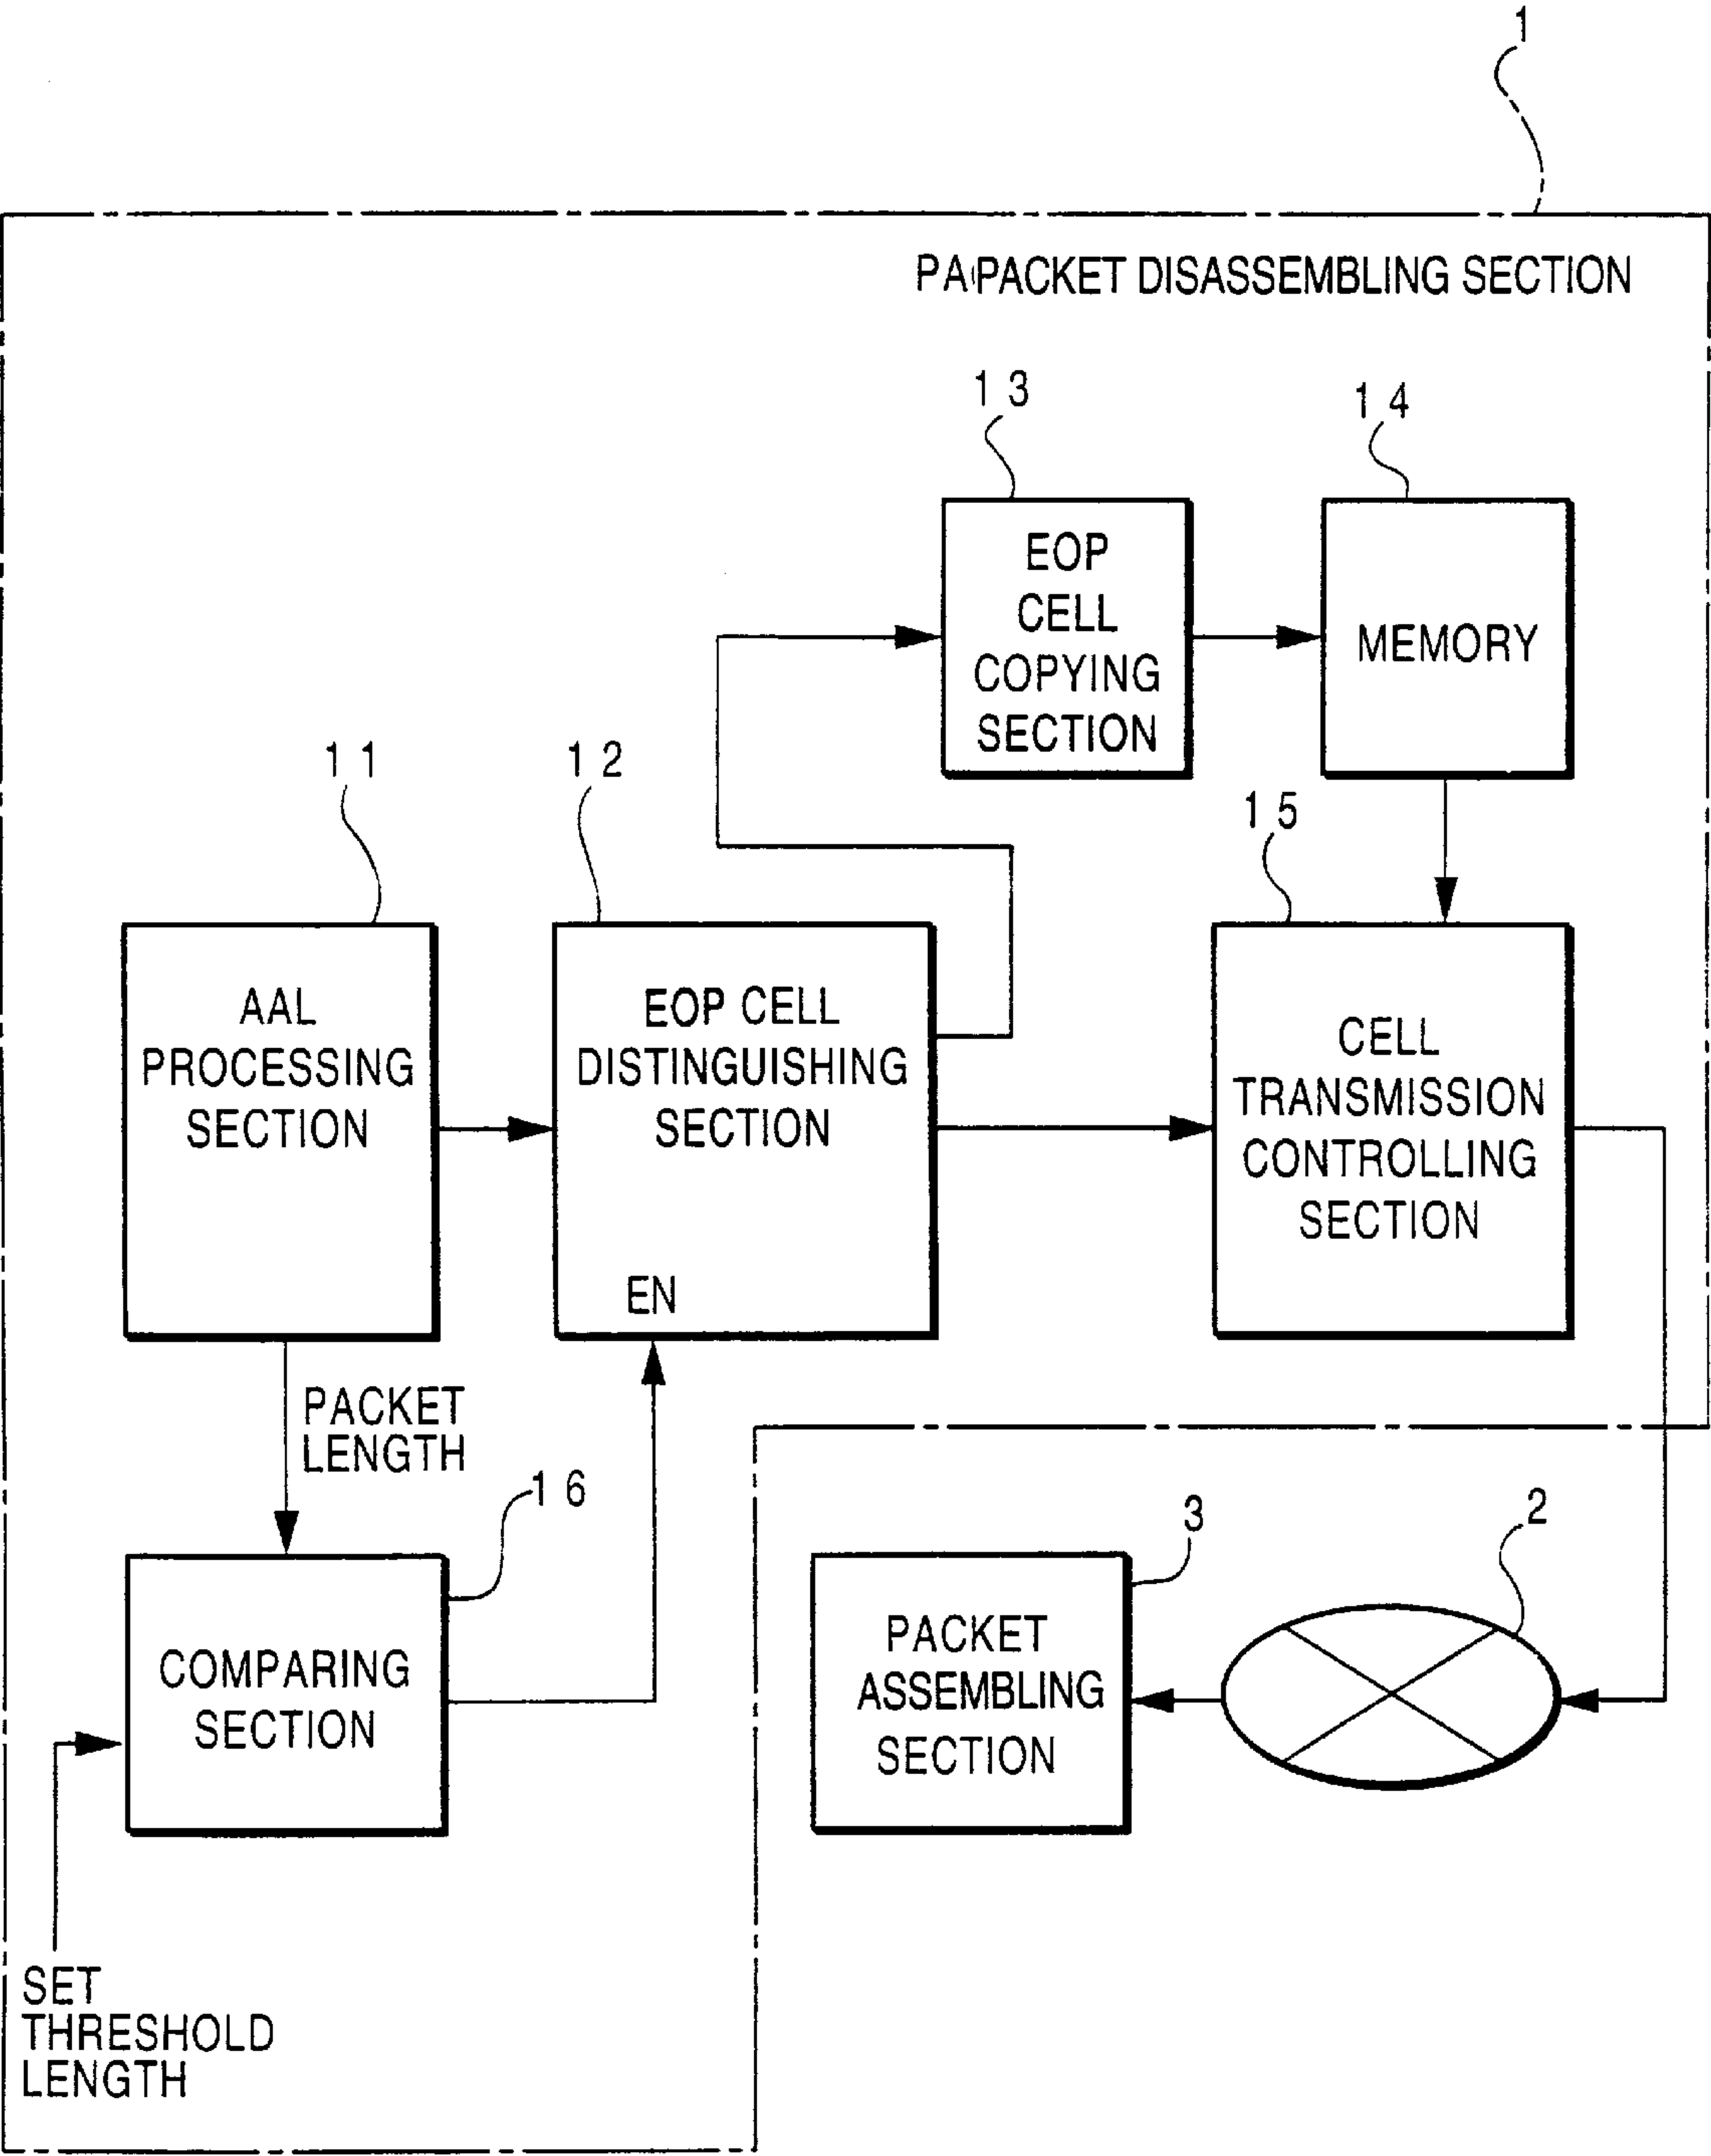 1
PA PACKET DISASSEMBLING SECTION
13
14
EOP
CELL
COPYING
SECTION
MEMORY
11
12
15
AAL
PROCESSING
SECTION
EOP CELL
DISTINGUISHING
SECTION
EN
CELL
TRANSMISSION
CONTROLLING
SECTION
PACKET
LENGTH
16
3
2
COMPARING
SECTION
PACKET
ASSEMBLING
SECTION
SET
THRESHOLD
LENGTH